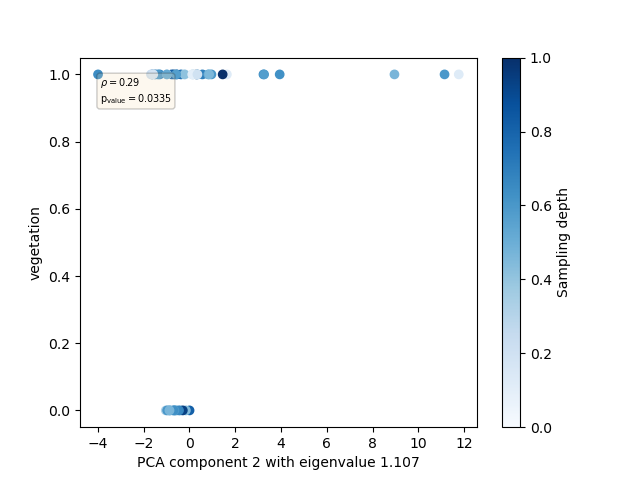 1.0
0.8
0.6
0.4
0.2
0.0
vegetation
ρ = 0.29
p_value = 0.0335
−4 −2 0 2 4 6 8 10 12
PCA component 2 with eigenvalue 1.107
1.0
0.8
0.6
0.4
0.2
0.0
Sampling depth